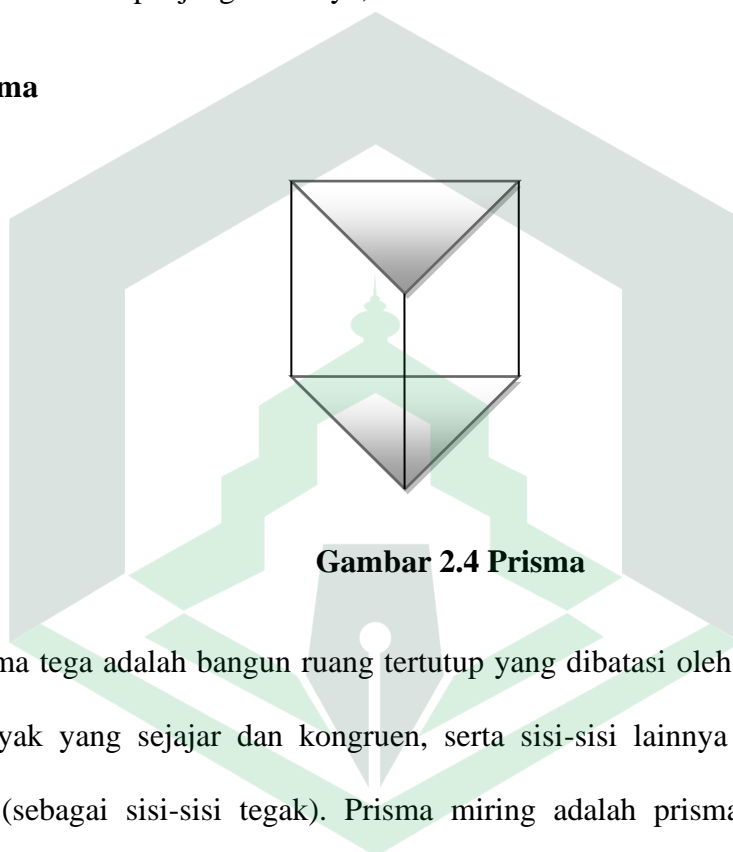 ma
Gambar 2.4 Prisma
ma tega adalah bangun ruang tertutup yang dibatasi oleh
yak yang sejajar dan kongruen, serta sisi-sisi lainnya
(sebagai sisi-sisi tegak). Prisma miring adalah prisma